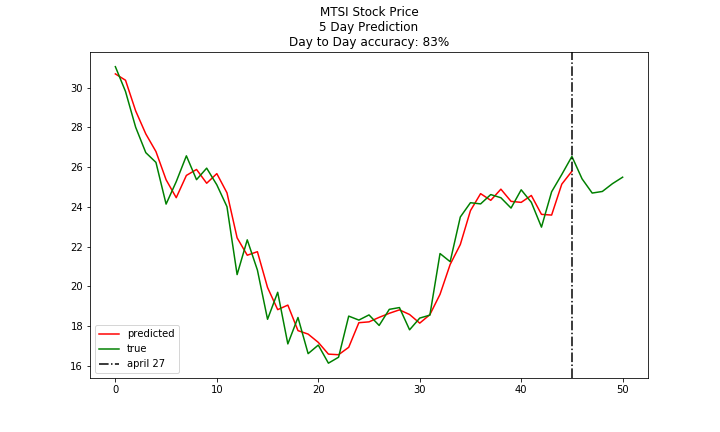 MTSI Stock Price
5 Day Prediction
Day to Day accuracy: 83%
30
28
26
24
22
20
18
16
predicted
true
april 27
0 10 20 30 40 50